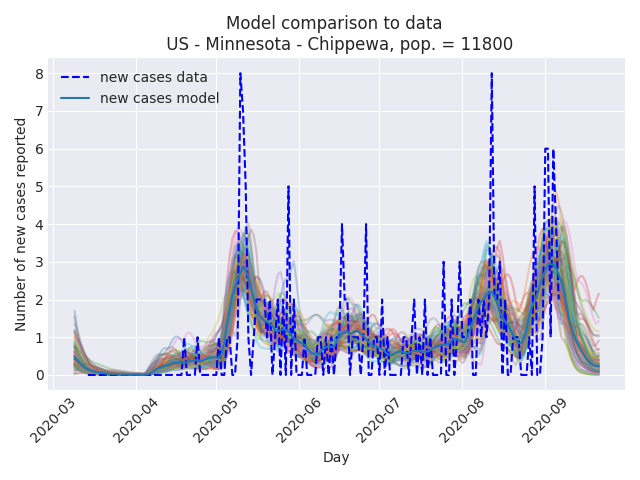 Model comparison to data
US - Minnesota - Chippewa, pop. = 11800
8
7
6
5
4
3
2
1
0
Number of new cases reported
new cases data
new cases model
2020-03
2020-04
2020-05
2020-06
2020-07
2020-08
2020-09
Day